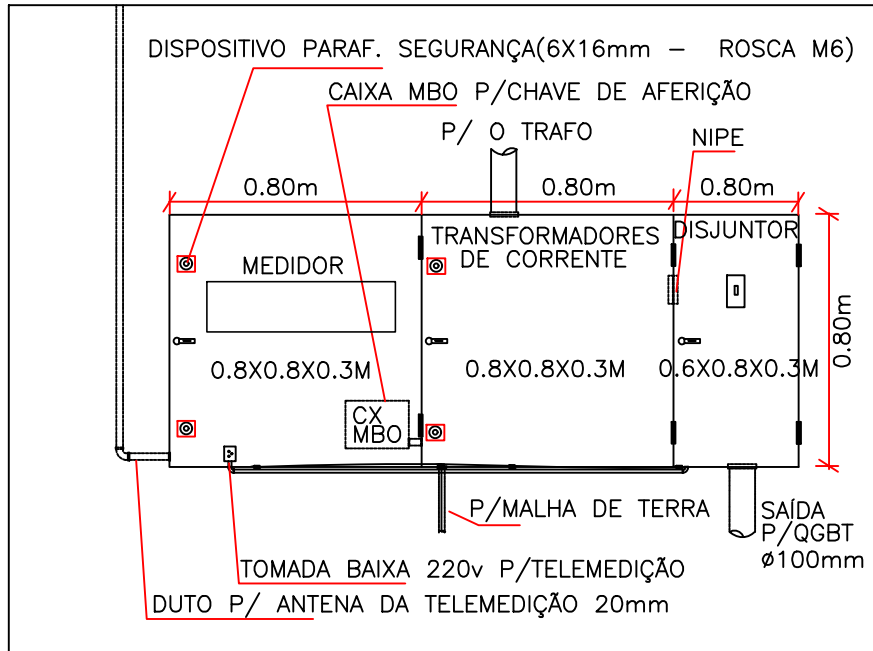 DISPOSITIVO PARAF. SEGURANÇA(6X16mm - ROSCA M6)
CAIXA MBO P/CHAVE DE AFERIÇÃO
P/ O TRAFO
NIPE
0.80m
0.80m
0.80m
MEDIDOR
TRANSFORMADORES
DE CORRENTE
DISJUNTOR
0.80m
0.8X0.8X0.3M
0.8X0.8X0.3M
0.6X0.8X0.3M
CX
MBO
P/MALHA DE TERRA
SAÍDA
P/QGBT
ø100mm
TOMADA BAIXA 220v P/TELEMEDIÇÃO
DUTO P/ ANTENA DA TELEMEDIÇÃO 20mm